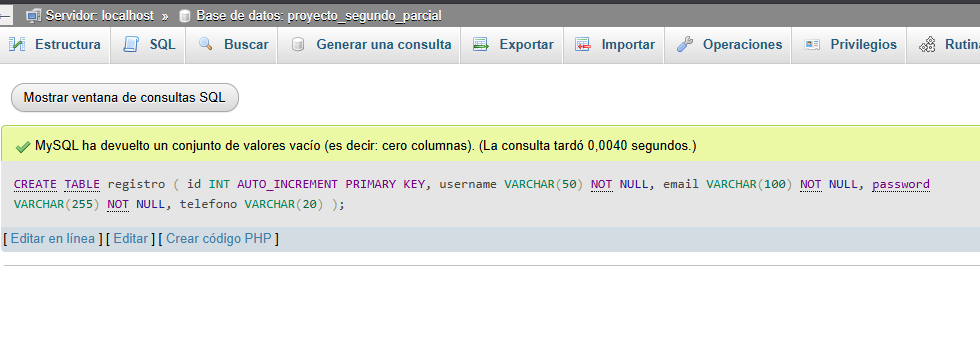 Servidor: localhost » Base de datos: proyecto_segundo_parcial
Estructura SQL Buscar Generar una consulta Exportar Importar Operaciones Privilegios Rutina
Mostrar ventana de consultas SQL
MySQL ha devuelto un conjunto de valores vacío (es decir: cero columnas). (La consulta tardó 0,0040 segundos.)
CREATE TABLE registro ( id INT AUTO_INCREMENT PRIMARY KEY, username VARCHAR(50) NOT NULL, email VARCHAR(100) NOT NULL, password
VARCHAR(255) NOT NULL, telefono VARCHAR(20) );
[ Editar en línea ] [ Editar ] [ Crear código PHP ]